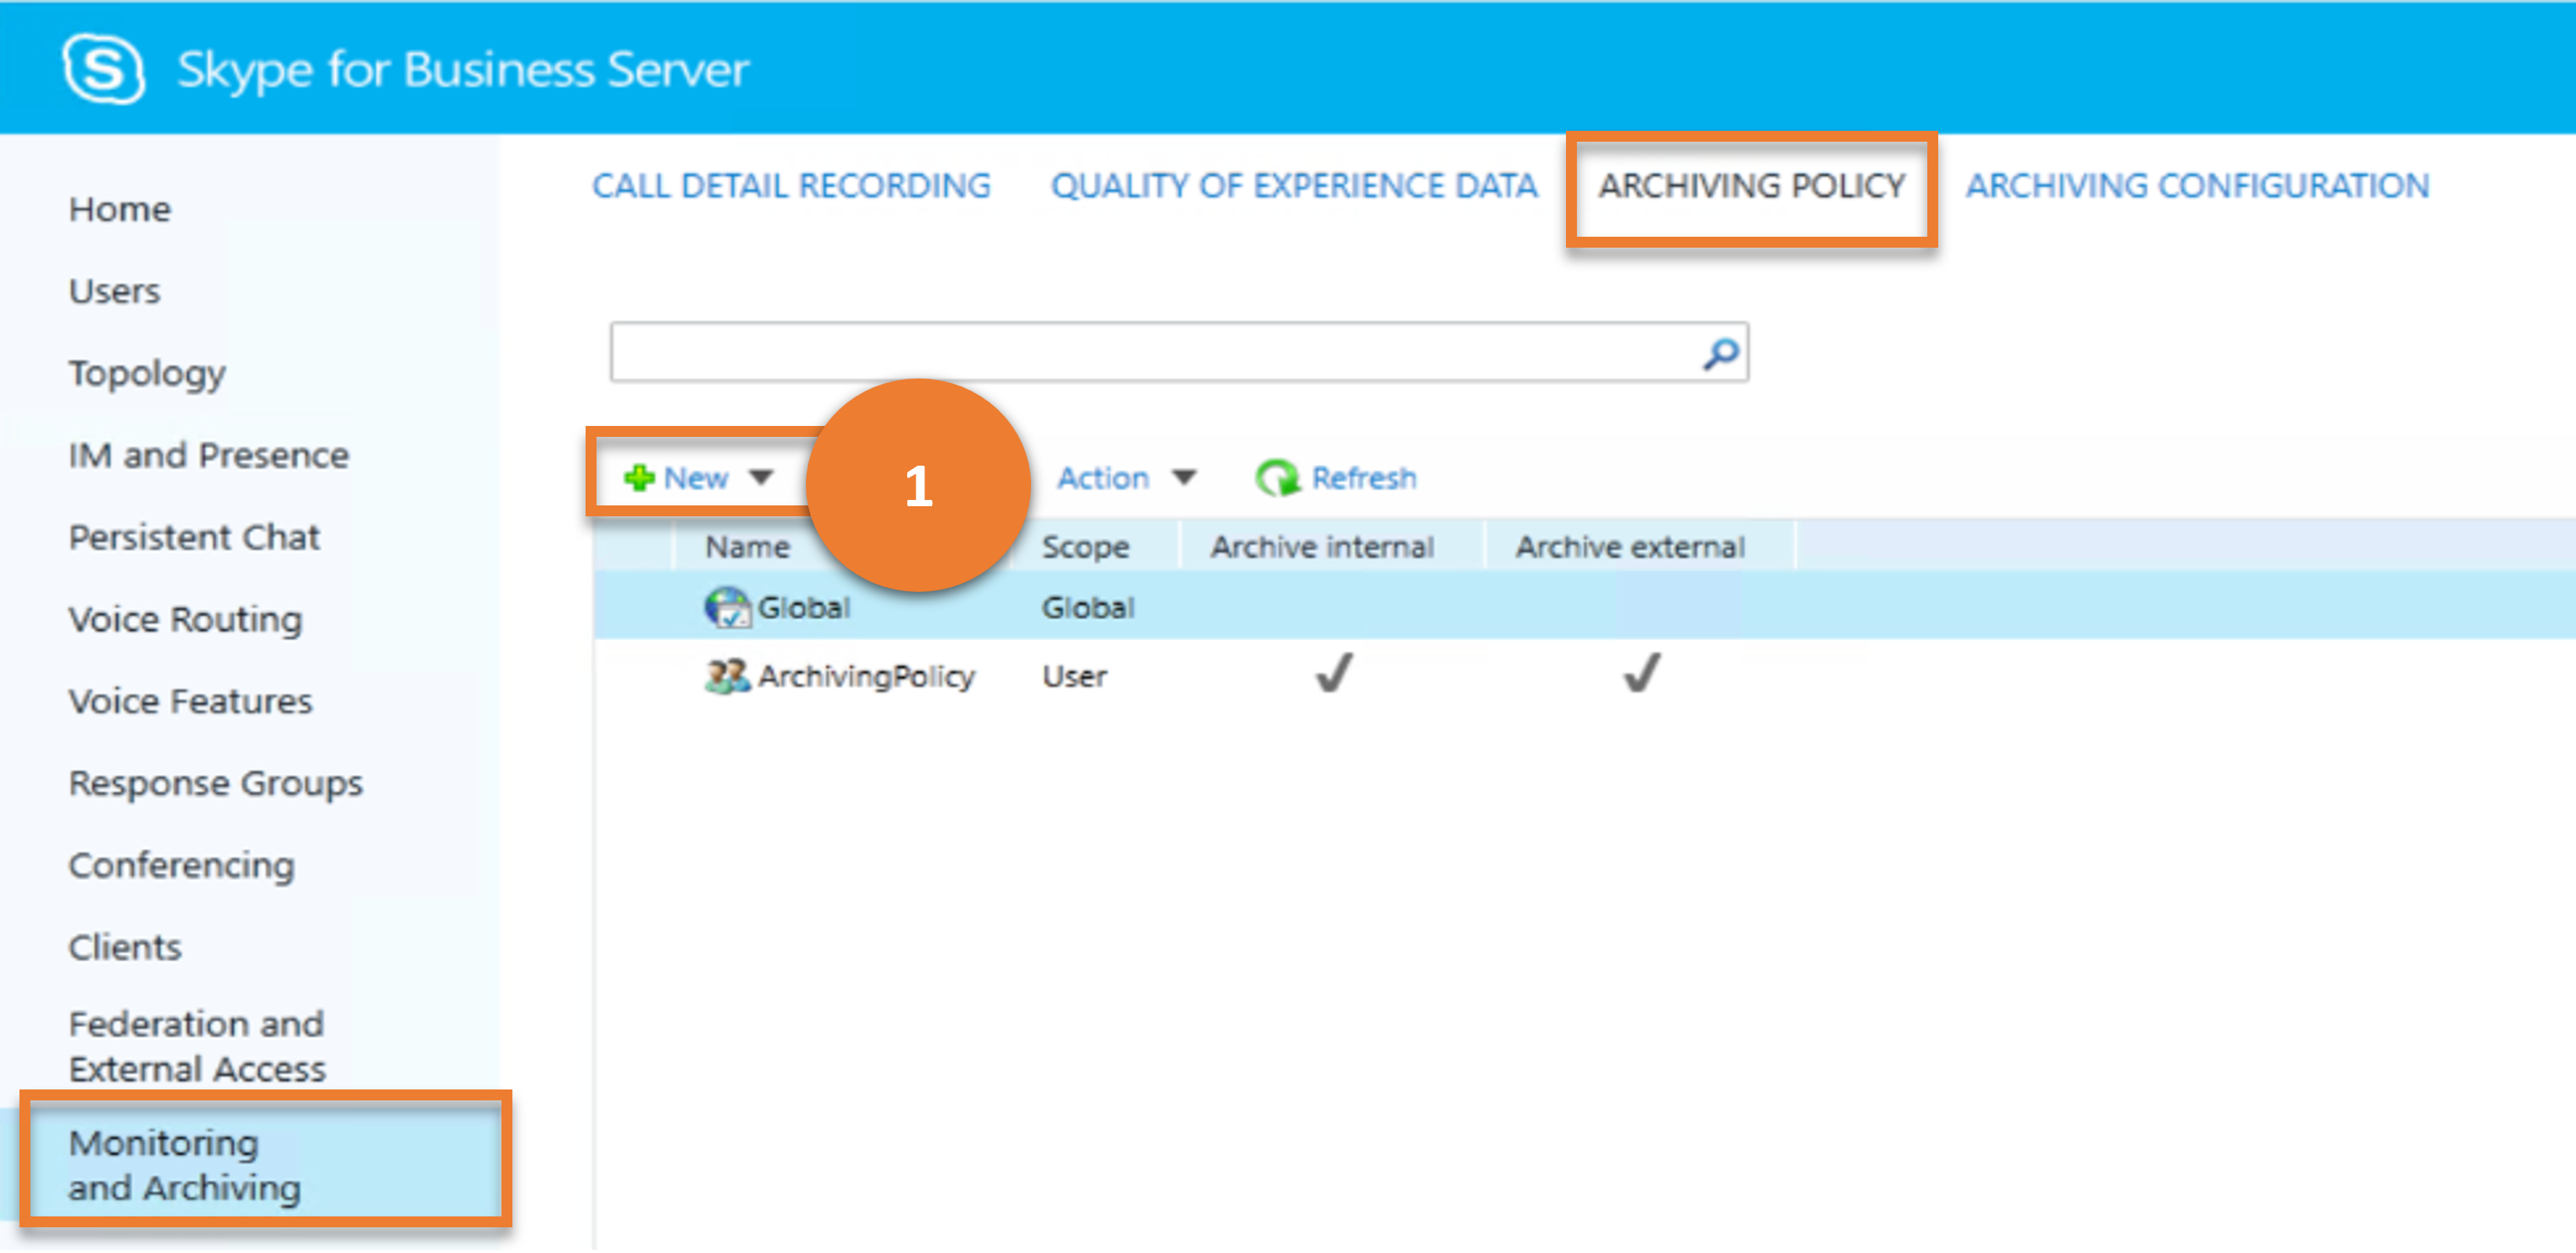 Skype for Business Server
Home
Users
Topology
IM and Presence
Persistent Chat
Voice Routing
Voice Features
Response Groups
Conferencing
Clients
Federation and
External Access
Monitoring
and Archiving
CALL DETAIL RECORDING QUALITY OF EXPERIENCE DATA ARCHIVING POLICY ARCHIVING CONFIGURATION
New 1 Action Refresh
Name Scope Archive internal Archive external
Global Global
ArchivingPolicy User